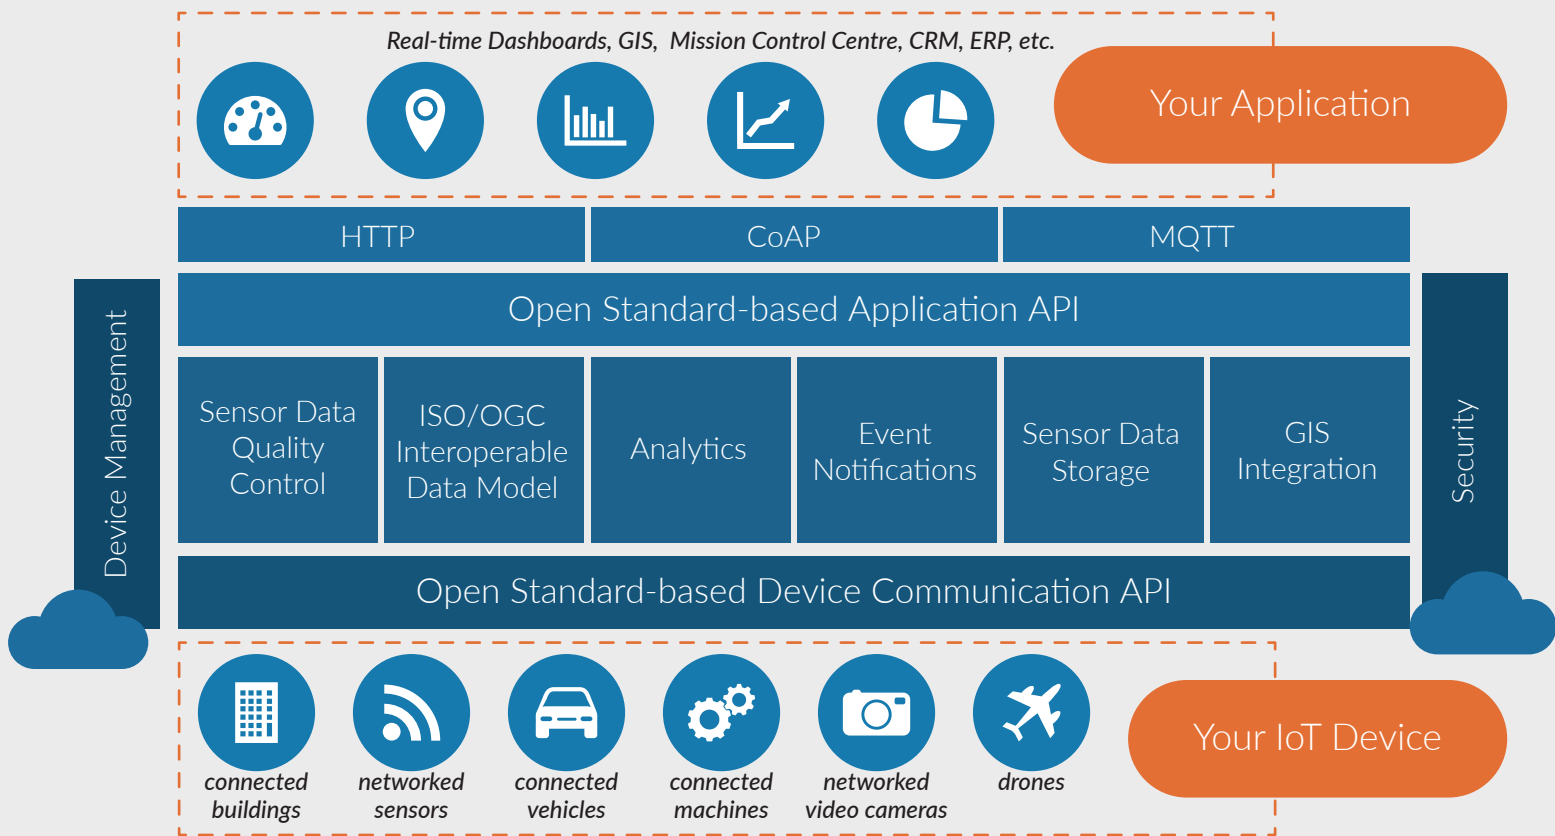 Real-time Dashboards, GIS, Mission Control Centre, CRM, ERP, etc.
Your Application
HTTP
CoAP
MQTT
Open Standard-based Application API
Device Management
Sensor Data
Quality
Control
ISO/OGC
Interoperable
Data Model
Analytics
Event
Notifications
Sensor Data
Storage
GIS
Integration
Security
Open Standard-based Device Communication API
connected
buildings
networked
sensors
connected
vehicles
connected
machines
networked
video cameras
drones
Your IoT Device